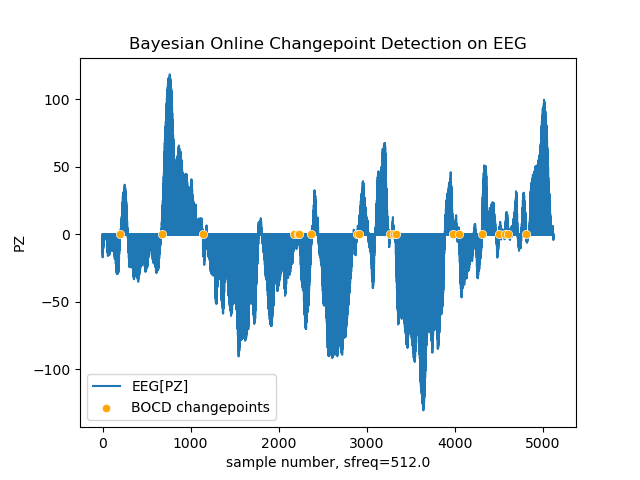 Bayesian Online Changepoint Detection on EEG
PZ
100
50
0
−50
−100
EEG[PZ]
BOCD changepoints
0 1000 2000 3000 4000 5000
sample number, sfreq=512.0